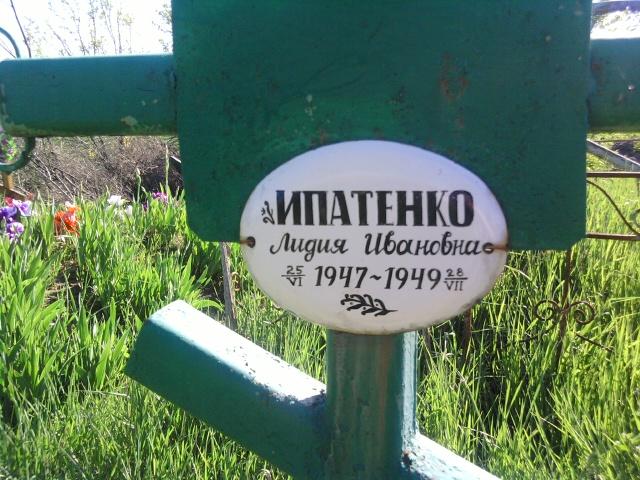 ИПАТЕНКО
Лидия Ивановна
25/VI 1947~1949 28/VII